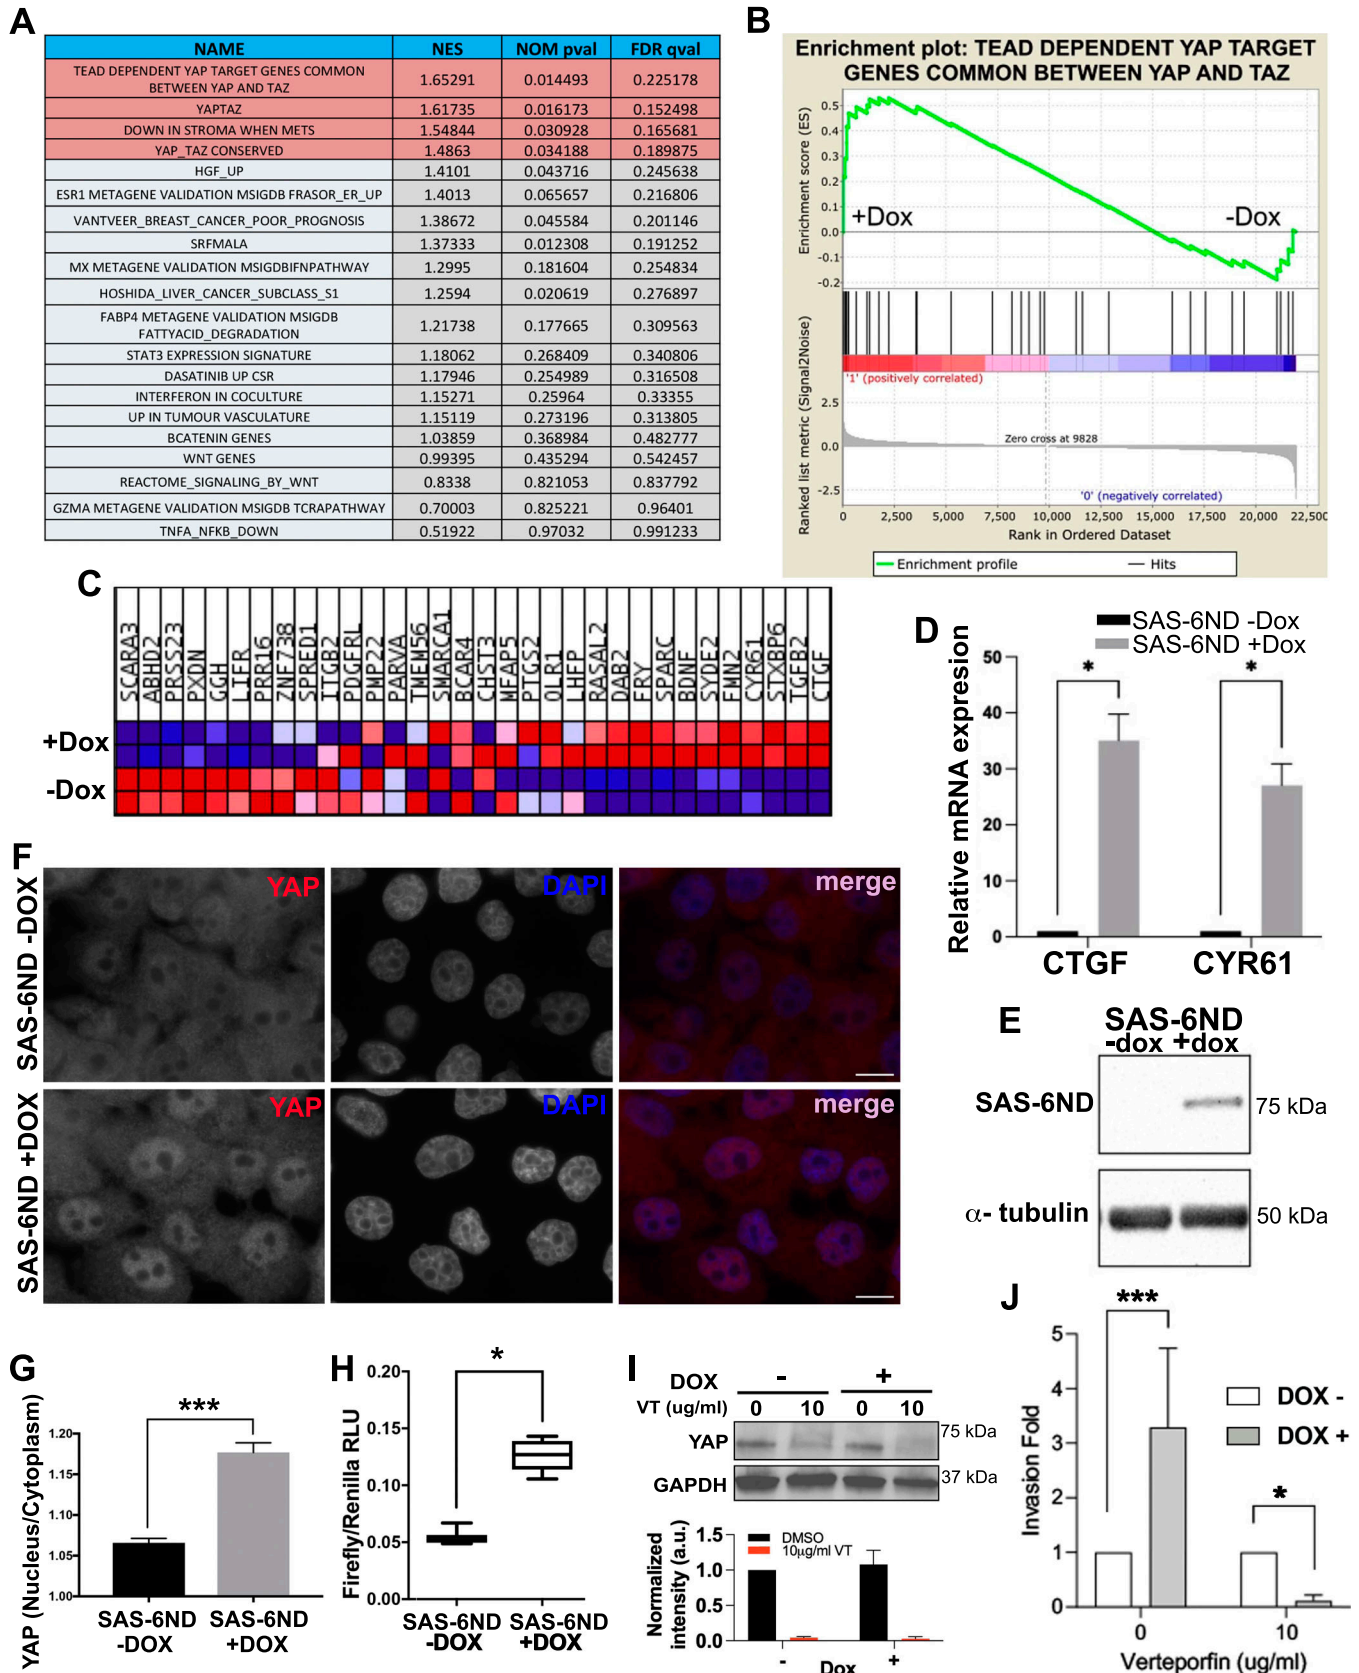 A
NAME NES NOM pval FDR qval
TEAD DEPENDENT YAP TARGET GENES COMMON
BETWEEN YAP AND TAZ 1.65291 0.014493 0.225178
YAPTAZ 1.61735 0.016173 0.152498
DOWN IN STROMA WHEN METS 1.54844 0.030928 0.165681
YAP_TAZ CONSERVED 1.4863 0.034188 0.189875
HGF_UP 1.4101 0.043716 0.245638
ESR1 METAGENE VALIDATION MSIGDB FRASOR_ER_UP 1.4013 0.065657 0.216806
VANTVEER_BREAST_CANCER_POOR_PROGNOSIS 1.38672 0.045584 0.201146
SRFMALA 1.37333 0.012308 0.191252
MX METAGENE VALIDATION MSIGDBIFNPATHWAY 1.2995 0.181604 0.254834
HOSHIDA_LIVER_CANCER_SUBCLASS_S1 1.2594 0.020619 0.276897
FABP4 METAGENE VALIDATION MSIGDB
FATTYACID_DEGRADATION 1.21738 0.177665 0.309563
STAT3 EXPRESSION SIGNATURE 1.18062 0.268409 0.340806
DASATINIB UP CSR 1.17946 0.254989 0.316508
INTERFERON IN COCULTURE 1.15271 0.25964 0.33355
UP IN TUMOUR VASCULATURE 1.15119 0.273196 0.313805
BCATENIN GENES 1.03859 0.368984 0.482777
WNT GENES 0.99395 0.435294 0.542457
REACTOME_SIGNALING_BY_WNT 0.8338 0.821053 0.837792
GZMA METAGENE VALIDATION MSIGDB TCRAPATHWAY 0.70003 0.825221 0.96401
TNFA_NFKB_DOWN 0.51922 0.97032 0.991233
B
Enrichment plot: TEAD DEPENDENT YAP TARGET
GENES COMMON BETWEEN YAP AND TAZ
Enrichment score (ES)
0.5
0.4
0.3
0.2
0.1
0.0
-0.1
-0.2
+Dox
-Dox
'1' (positively correlated)
Ranked list metric (Signal2Noise)
2.5
0.0
-2.5
Zero cross at 9828
'0' (negatively correlated)
0 2,500 5,000 7,500 10,000 12,500 15,000 17,500 20,000 22,500
Rank in Ordered Dataset
Enrichment profile
Hits
C
SCARA3
ABHD2
PRSS23
PXDN
GGH
LIFR
PRR16
ZNF738
SPRED1
ITGB2
PDGFRL
PMP22
PARVA
TMEM56
SMARCA1
BCAR4
CHST3
MFAP5
PTGS2
OLR1
LHFP
RASAL2
DAB2
FRY
SPARC
BDNF
SYDE2
FMN2
CYR61
STXBP6
TGFB2
CTGF
+Dox
-Dox
D
SAS-6ND -Dox
SAS-6ND +Dox
Relative mRNA expression
50
40
30
20
10
0
* *
CTGF CYR61
E
SAS-6ND
-dox +dox
SAS-6ND 75 kDa
α- tubulin 50 kDa
F
SAS-6ND -DOX
YAP DAPI merge
SAS-6ND +DOX
YAP DAPI merge
G
YAP (Nucleus/Cytoplasm)
***
1.20
1.15
1.10
1.05
1.00
SAS-6ND SAS-6ND
-DOX +DOX
H
Firefly/Renilla RLU
*
0.20
0.15
0.10
0.05
0.00
SAS-6ND SAS-6ND
-DOX +DOX
I
DOX - +
VT (ug/ml) 0 10 0 10
75 kDa
YAP
GAPDH
37 kDa
Normalized
intensity (a.u.)
1.5
1.0
0.5
0.0
DMSO
10µg/ml VT
- Dox +
J
Invasion Fold
***
*
5
4
3
2
1
0
DOX -
DOX +
0 10
Verteporfin (ug/ml)